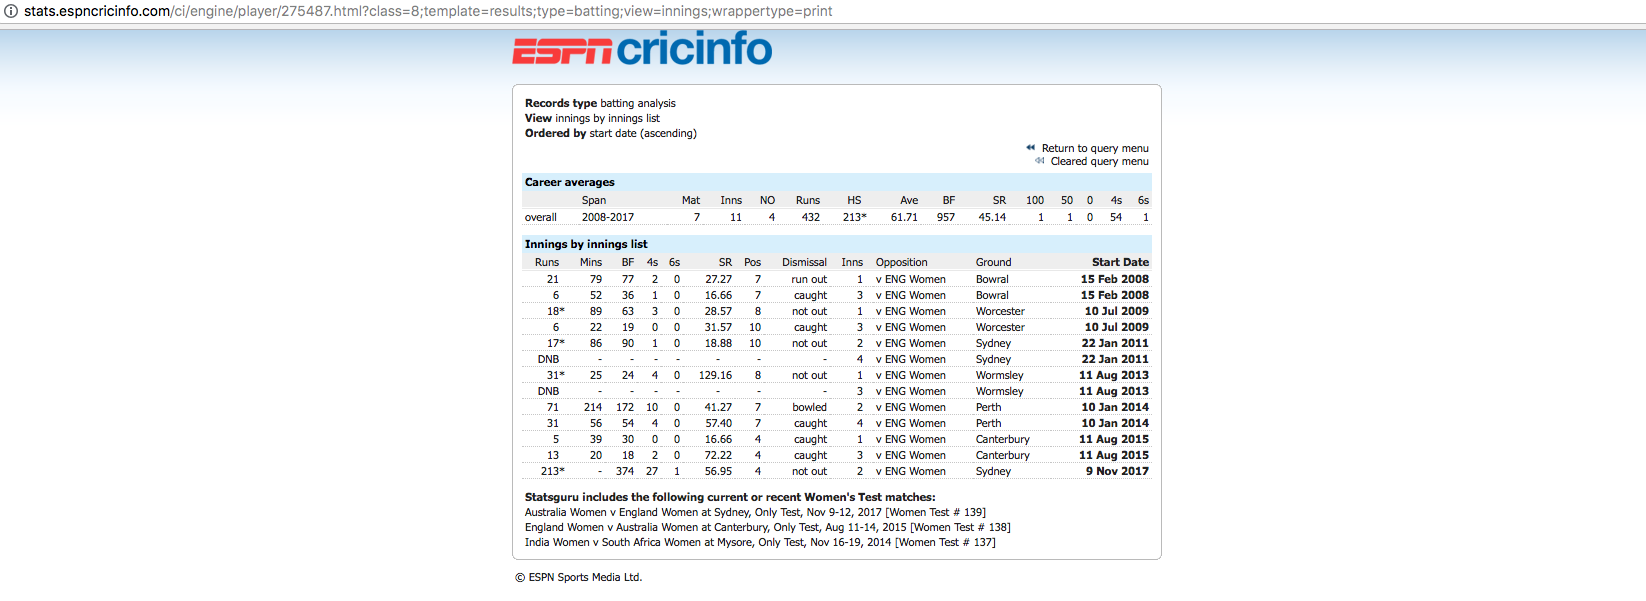 stats.espncricinfo.com/ci/engine/player/275487.html?class=8;template=results;type=batting;view=innings;wrappertype=print
ESPN cricinfo
Records type batting analysis
View innings by innings list
Ordered by start date (ascending)
Return to query menu
Cleared query menu
Career averages
Span Mat Inns NO Runs HS Ave BF SR 100 50 0 4s 6s
overall 2008-2017 7 11 4 432 213* 61.71 957 45.14 1 1 0 54 1
Innings by innings list
Runs Mins BF 4s 6s SR Pos Dismissal Inns Opposition Ground Start Date
21 79 77 2 0 27.27 7 run out 1 v ENG Women Bowral 15 Feb 2008
6 52 36 1 0 16.66 7 caught 3 v ENG Women Bowral 15 Feb 2008
18* 89 63 3 0 28.57 8 not out 1 v ENG Women Worcester 10 Jul 2009
6 22 19 0 0 31.57 10 caught 3 v ENG Women Worcester 10 Jul 2009
17* 86 90 1 0 18.88 10 not out 2 v ENG Women Sydney 22 Jan 2011
DNB - - - - - - - 4 v ENG Women Sydney 22 Jan 2011
31* 25 24 4 0 129.16 8 not out 1 v ENG Women Wormsley 11 Aug 2013
DNB - - - - - - - 3 v ENG Women Wormsley 11 Aug 2013
71 214 172 10 0 41.27 7 bowled 2 v ENG Women Perth 10 Jan 2014
31 56 54 4 0 57.40 7 caught 4 v ENG Women Perth 10 Jan 2014
5 39 30 0 0 16.66 4 caught 1 v ENG Women Canterbury 11 Aug 2015
13 20 18 2 0 72.22 4 caught 3 v ENG Women Canterbury 11 Aug 2015
213* - 374 27 1 56.95 4 not out 2 v ENG Women Sydney 9 Nov 2017
Statsguru includes the following current or recent Women's Test matches:
Australia Women v England Women at Sydney, Only Test, Nov 9-12, 2017 [Women Test # 139]
England Women v Australia Women at Canterbury, Only Test, Aug 11-14, 2015 [Women Test # 138]
India Women v South Africa Women at Mysore, Only Test, Nov 16-19, 2014 [Women Test # 137]
© ESPN Sports Media Ltd.